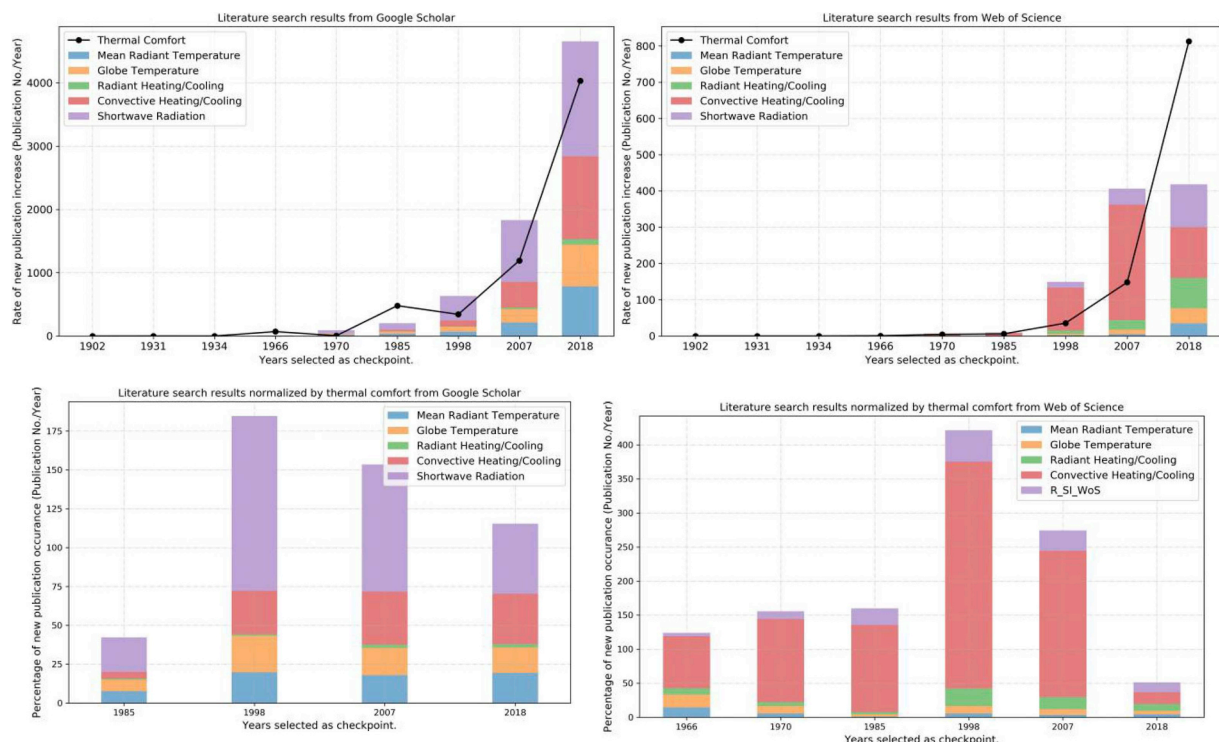 Literature search results from Google Scholar
Rate of new publication increase (Publication No./Year)
4000
3000
2000
1000
0
Thermal Comfort
Mean Radiant Temperature
Globe Temperature
Radiant Heating/Cooling
Convective Heating/Cooling
Shortwave Radiation
1902 1931 1934 1966 1970 1985 1998 2007 2018
Years selected as checkpoint.
Literature search results from Web of Science
Rate of new publication increase (Publication No./Year)
800
700
600
500
400
300
200
100
0
Thermal Comfort
Mean Radiant Temperature
Globe Temperature
Radiant Heating/Cooling
Convective Heating/Cooling
Shortwave Radiation
1902 1931 1934 1966 1970 1985 1998 2007 2018
Years selected as checkpoint.
Literature search results normalized by thermal comfort from Google Scholar
Percentage of new publication occurance (Publication No./Year)
175
150
125
100
75
50
25
0
Mean Radiant Temperature
Globe Temperature
Radiant Heating/Cooling
Convective Heating/Cooling
Shortwave Radiation
1985 1998 2007 2018
Years selected as checkpoint.
Literature search results normalized by thermal comfort from Web of Science
Percentage of new publication occurance (Publication No./Year)
400
350
300
250
200
150
100
50
0
Mean Radiant Temperature
Globe Temperature
Radiant Heating/Cooling
Convective Heating/Cooling
R_SI_WoS
1966 1970 1985 1998 2007 2018
Years selected as checkpoint.